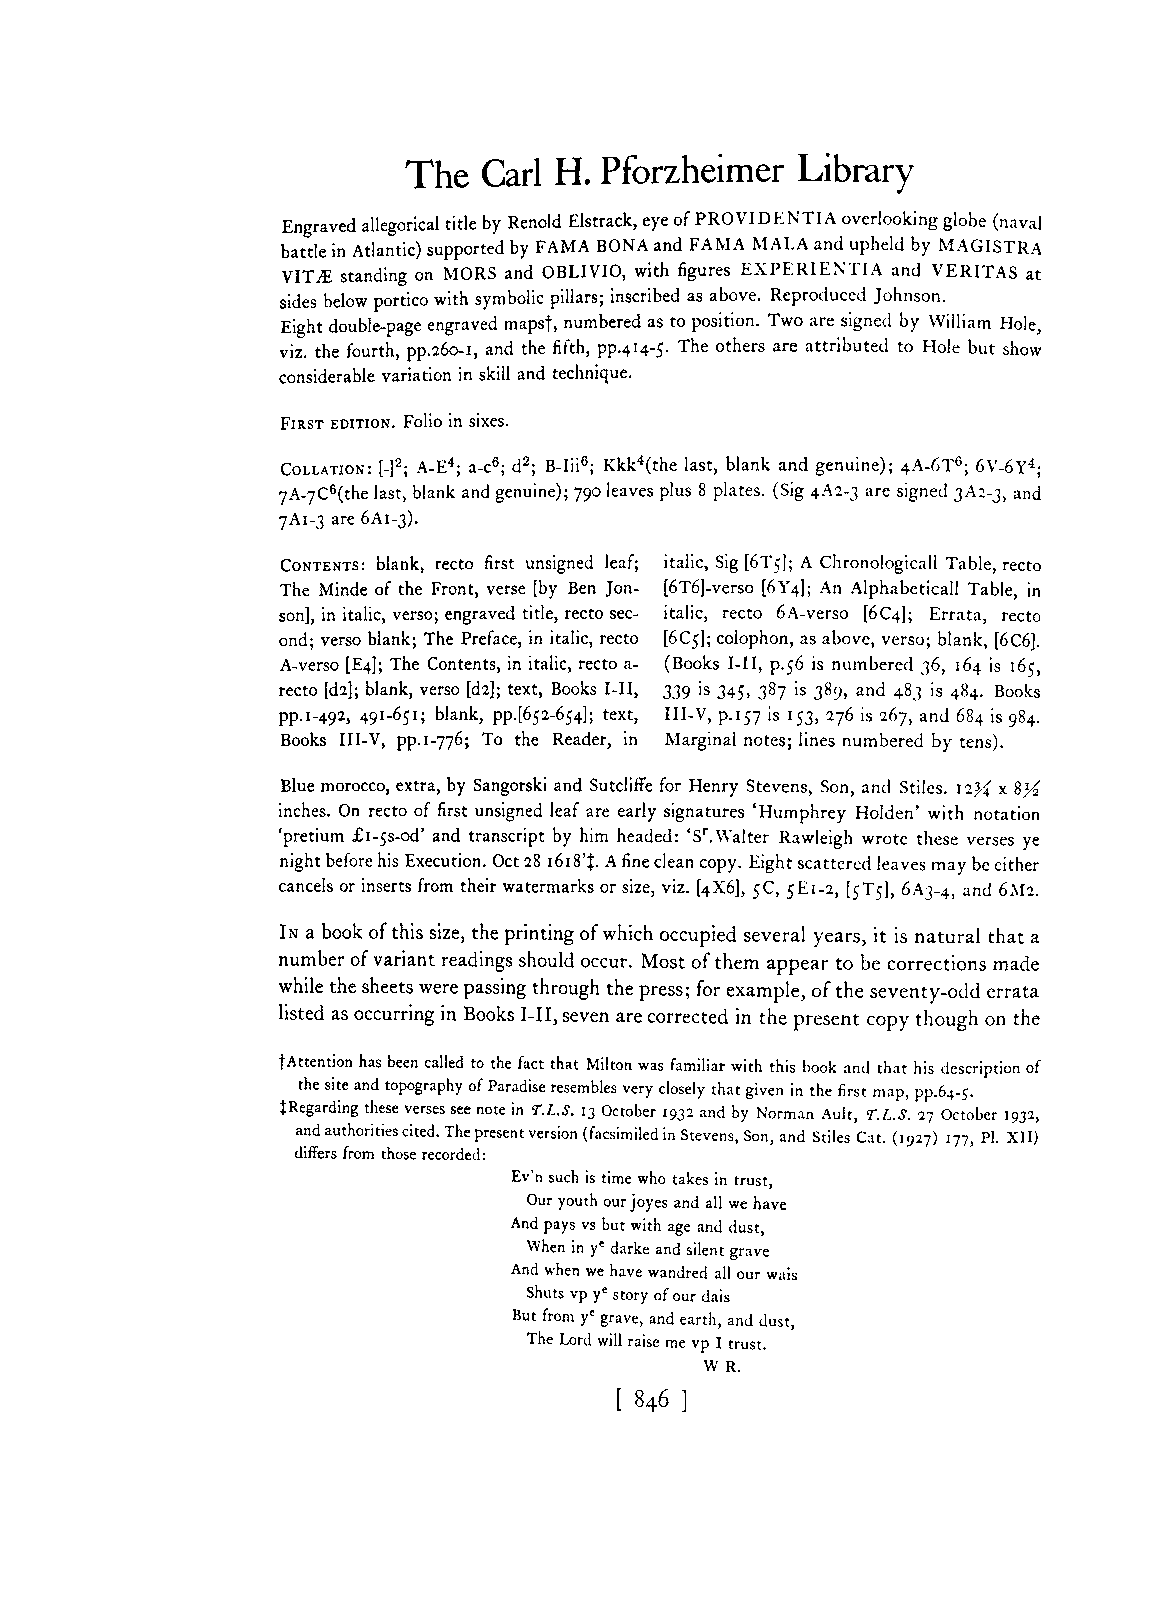 The Carl H. Pforzheimer Library
Engraved allegorical title by Renold Elstrack, eye of PROVIDENTIA overlooking globe (naval
battle in Atlantic) supported by FAMA BONA and FAMA MALA and upheld by MAGISTRA
VITÆ standing on MORS and OBLIVIO, with figures EXPERIENTIA and VERITAS at
sides below portico with symbolic pillars; inscribed as above. Reproduced Johnson.
Eight double-page engraved maps†, numbered as to position. Two are signed by William Hole,
viz. the fourth, pp.260-1, and the fifth, pp.414-5. The others are attributed to Hole but show
considerable variation in skill and technique.
FIRST EDITION. Folio in sixes.
COLLATION: [-]²; A-E⁴; a-c⁶; d²; B-Iii⁶; Kkk⁴(the last, blank and genuine); 4A-6T⁶; 6V-6Y⁴;
7A-7C⁶(the last, blank and genuine); 790 leaves plus 8 plates. (Sig 4A2-3 are signed 3A2-3, and
7A1-3 are 6A1-3).
CONTENTS: blank, recto first unsigned leaf;
The Minde of the Front, verse [by Ben Jon-
son], in italic, verso; engraved title, recto sec-
ond; verso blank; The Preface, in italic, recto
A-verso [E4]; The Contents, in italic, recto a-
recto [d2]; blank, verso [d2]; text, Books I-II,
pp.1-492, 491-651; blank, pp.[652-654]; text,
Books III-V, pp.1-776; To the Reader, in
italic, Sig [6T5]; A Chronologicall Table, recto
[6T6]-verso [6Y4]; An Alphabeticall Table, in
italic, recto 6A-verso [6C4]; Errata, recto
[6C5]; colophon, as above, verso; blank, [6C6].
(Books I-II, p.56 is numbered 36, 164 is 165,
339 is 345, 387 is 389, and 483 is 484. Books
III-V, p.157 is 153, 276 is 267, and 684 is 984.
Marginal notes; lines numbered by tens).
Blue morocco, extra, by Sangorski and Sutcliffe for Henry Stevens, Son, and Stiles. 12¾ x 8½
inches. On recto of first unsigned leaf are early signatures 'Humphrey Holden' with notation
'pretium £1-5s-od' and transcript by him headed: 'Sʳ.Walter Rawleigh wrote these verses ye
night before his Execution. Oct 28 1618'‡. A fine clean copy. Eight scattered leaves may be either
cancels or inserts from their watermarks or size, viz. [4X6], 5C, 5E1-2, [5T5], 6A3-4, and 6M2.
IN a book of this size, the printing of which occupied several years, it is natural that a
number of variant readings should occur. Most of them appear to be corrections made
while the sheets were passing through the press; for example, of the seventy-odd errata
listed as occurring in Books I-II, seven are corrected in the present copy though on the
†Attention has been called to the fact that Milton was familiar with this book and that his description of
the site and topography of Paradise resembles very closely that given in the first map, pp.64-5.
‡Regarding these verses see note in T.L.S. 13 October 1932 and by Norman Ault, T.L.S. 27 October 1932,
and authorities cited. The present version (facsimiled in Stevens, Son, and Stiles Cat. (1927) 177, Pl. XII)
differs from those recorded:
Ev'n such is time who takes in trust,
Our youth our joyes and all we have
And pays vs but with age and dust,
When in yᵉ darke and silent grave
And when we have wandred all our wais
Shuts vp yᵉ story of our dais
But from yᵉ grave, and earth, and dust,
The Lord will raise me vp I trust.
W R.
[ 846 ]